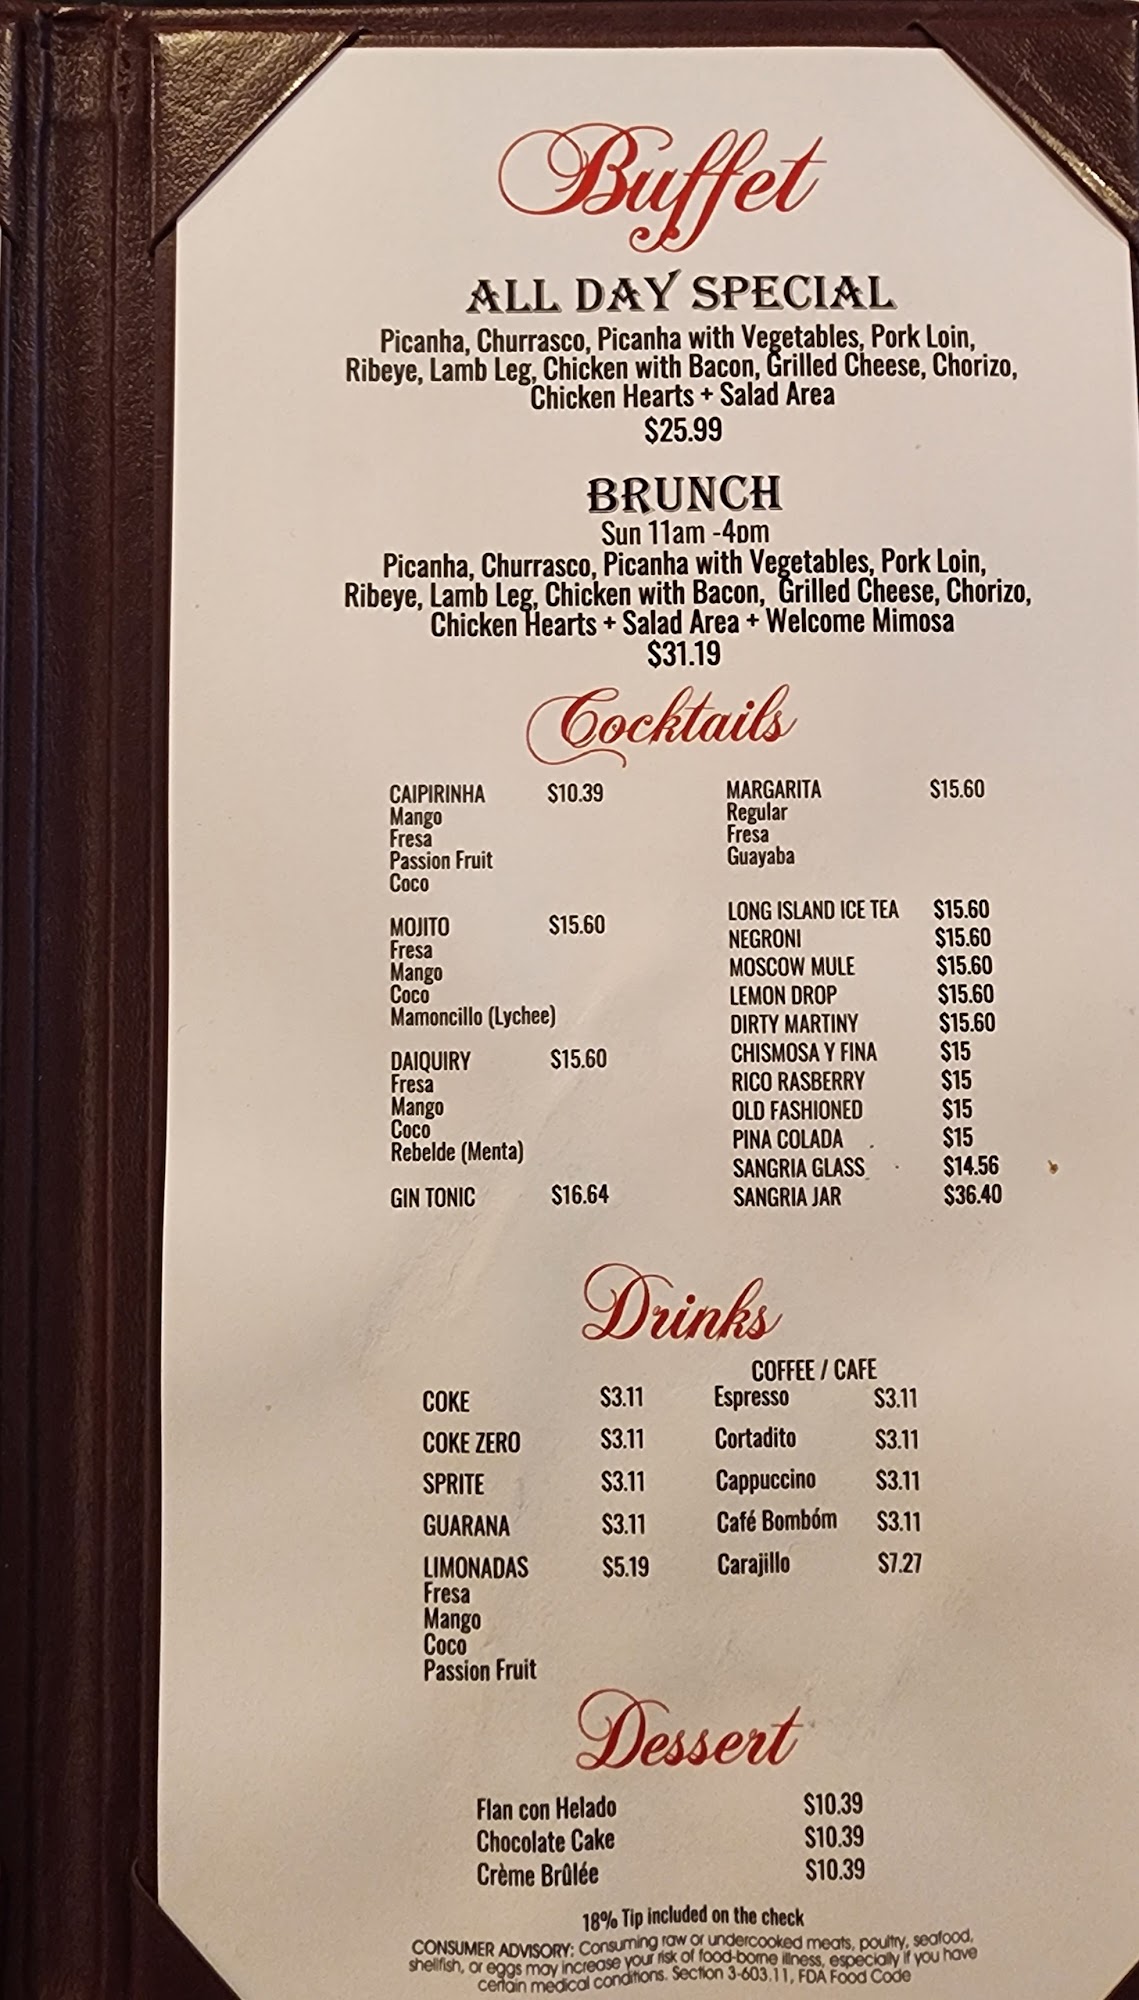 Buffet
ALL DAY SPECIAL
Picanha, Churrasco, Picanha with Vegetables, Pork Loin,
Ribeye, Lamb Leg, Chicken with Bacon, Grilled Cheese, Chorizo,
Chicken Hearts + Salad Area
$25.99
BRUNCH
Sun 11am -4pm
Picanha, Churrasco, Picanha with Vegetables, Pork Loin,
Ribeye, Lamb Leg, Chicken with Bacon, Grilled Cheese, Chorizo,
Chicken Hearts + Salad Area + Welcome Mimosa
$31.19
Cocktails
CAIPIRINHA $10.39
Mango
Fresa
Passion Fruit
Coco
MOJITO $15.60
Fresa
Mango
Coco
Mamoncillo (Lychee)
DAIQUIRY $15.60
Fresa
Mango
Coco
Rebelde (Menta)
GIN TONIC $16.64
MARGARITA $15.60
Regular
Fresa
Guayaba
LONG ISLAND ICE TEA $15.60
NEGRONI $15.60
MOSCOW MULE $15.60
LEMON DROP $15.60
DIRTY MARTINY $15.60
CHISMOSA Y FINA $15
RICO RASBERRY $15
OLD FASHIONED $15
PINA COLADA $15
SANGRIA GLASS $14.56
SANGRIA JAR $36.40
Drinks
COKE $3.11
COKE ZERO $3.11
SPRITE $3.11
GUARANA $3.11
LIMONADAS $5.19
Fresa
Mango
Coco
Passion Fruit
COFFEE / CAFE
Espresso $3.11
Cortadito $3.11
Cappuccino $3.11
Café Bombóm $3.11
Carajillo $7.27
Dessert
Flan con Helado $10.39
Chocolate Cake $10.39
Crème Brûlée $10.39
18% Tip included on the check
CONSUMER ADVISORY: Consuming raw or undercooked meats, poultry, seafood,
shellfish, or eggs may increase your risk of food-borne illness, especially if you have
certain medical conditions. Section 3-603.11, FDA Food Code